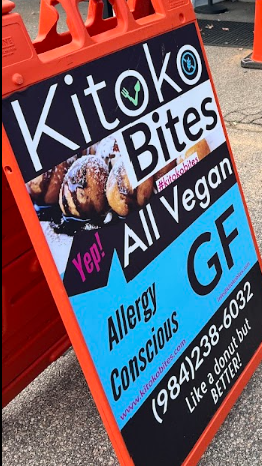 Kitoko
Bites
#kitokobites
Yep!
All Vegan
GF
Allergy
Conscious
www.kitokobites.com
(984)238-6032
Like a donut but
BETTER!